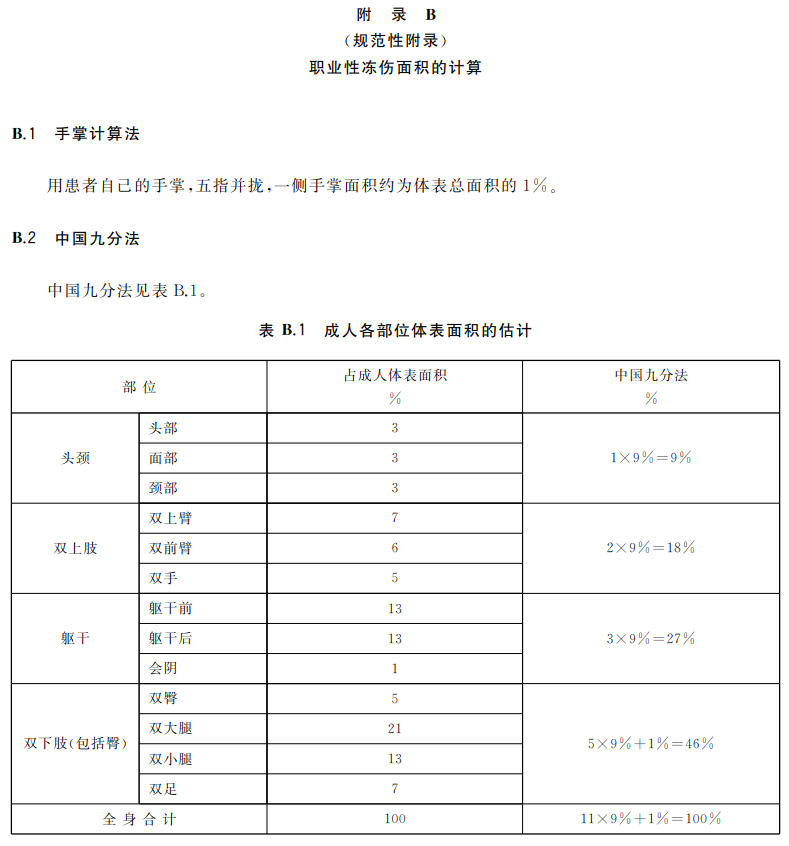 附 录 B
（规范性附录）
职业性冻伤面积的计算
B.1 手掌计算法
用患者自己的手掌，五指并拢，一侧手掌面积约为体表总面积的 1%。
B.2 中国九分法
中国九分法见表 B.1。
表 B.1 成人各部位体表面积的估计
部 位 占成人体表面积 % 中国九分法 %
头颈 头部 3 1×9%=9%
面部 3
颈部 3
双上肢 双上臂 7 2×9%=18%
双前臂 6
双手 5
躯干 躯干前 13 3×9%=27%
躯干后 13
会阴 1
双下肢(包括臀) 双臀 5 5×9%+1%=46%
双大腿 21
双小腿 13
双足 7
全 身 合 计 100 11×9%+1%=100%